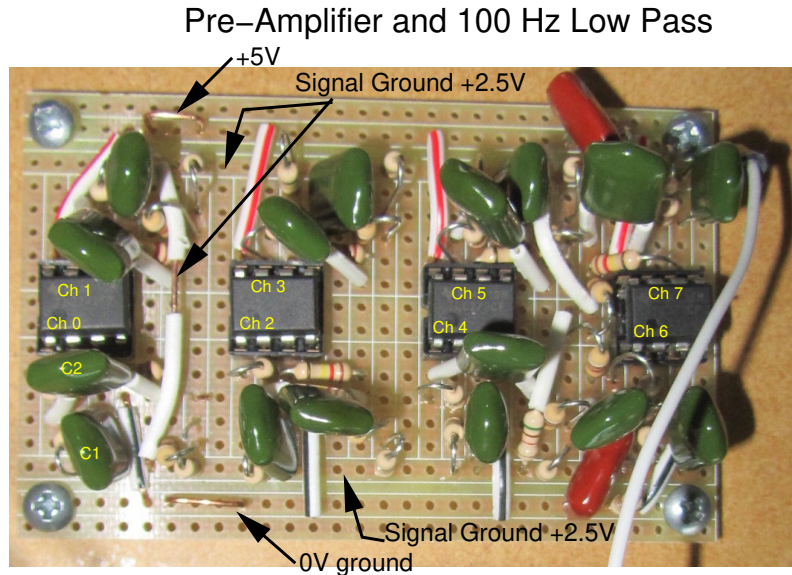 Pre−Amplifier and 100 Hz Low Pass
+5V
Signal Ground +2.5V
Ch 1
Ch 3
Ch 5
Ch 7
Ch 0
Ch 2
Ch 4
Ch 6
C2
C1
Signal Ground +2.5V
0V ground